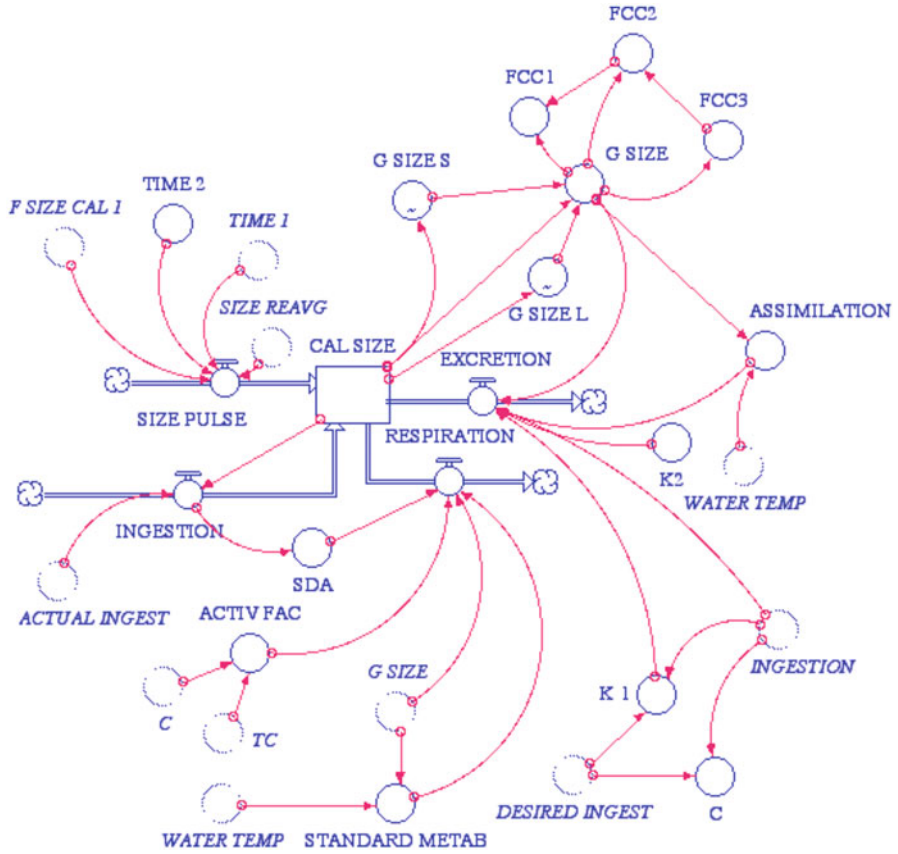 FCC2
FCC1
FCC3
G SIZE S
G SIZE
TIME 2
F SIZE CAL 1
TIME 1
SIZE REAVG
~
~
G SIZE L
ASSIMILATION
CAL SIZE
EXCRETION
SIZE PULSE
RESPIRATION
K2
WATER TEMP
INGESTION
SDA
ACTUAL INGEST
ACTIV FAC
G SIZE
INGESTION
C
TC
K 1
DESIRED INGEST
C
WATER TEMP
STANDARD METAB